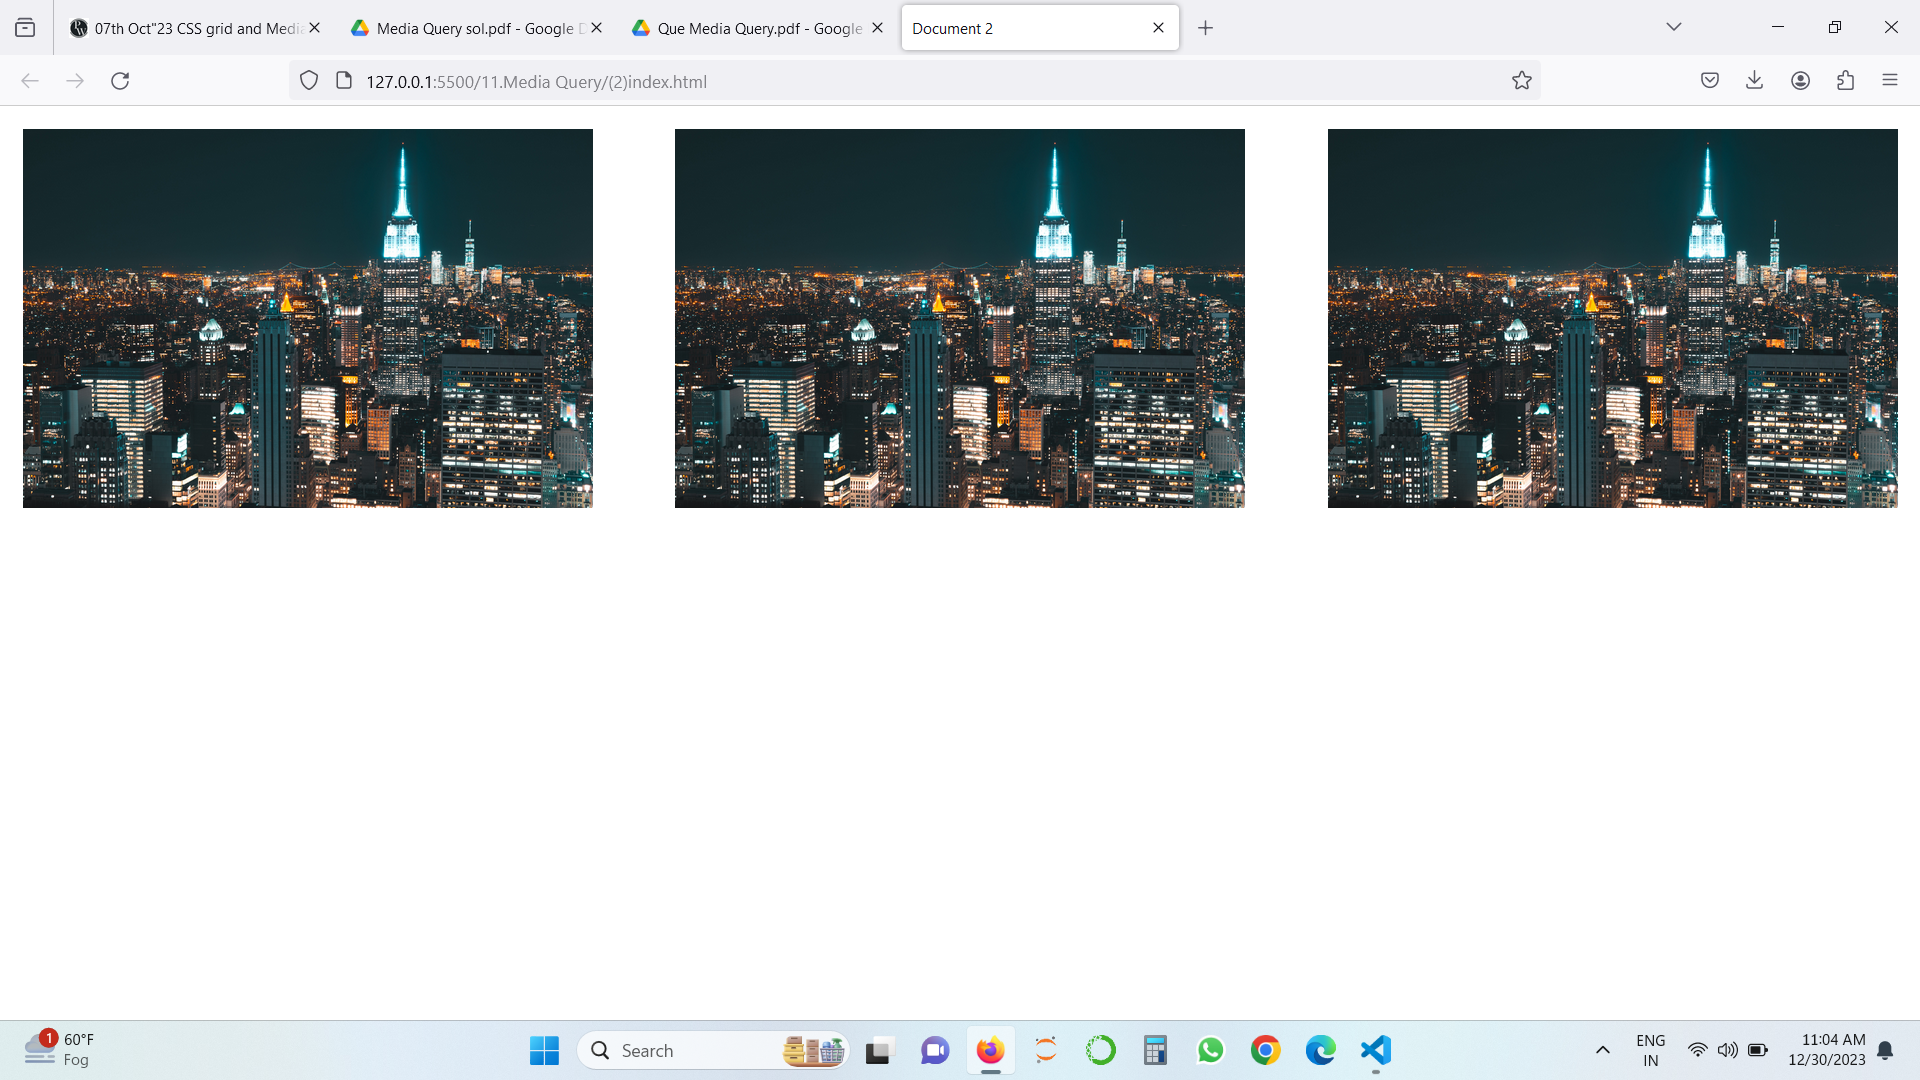 07th Oct"23 CSS grid and Media
Media Query sol.pdf - Google D
Que Media Query.pdf - Google
Document 2
127.0.0.1:5500/11.Media Query/(2)index.html
1
60°F
Fog
Search
ENG
IN
11:04 AM
12/30/2023